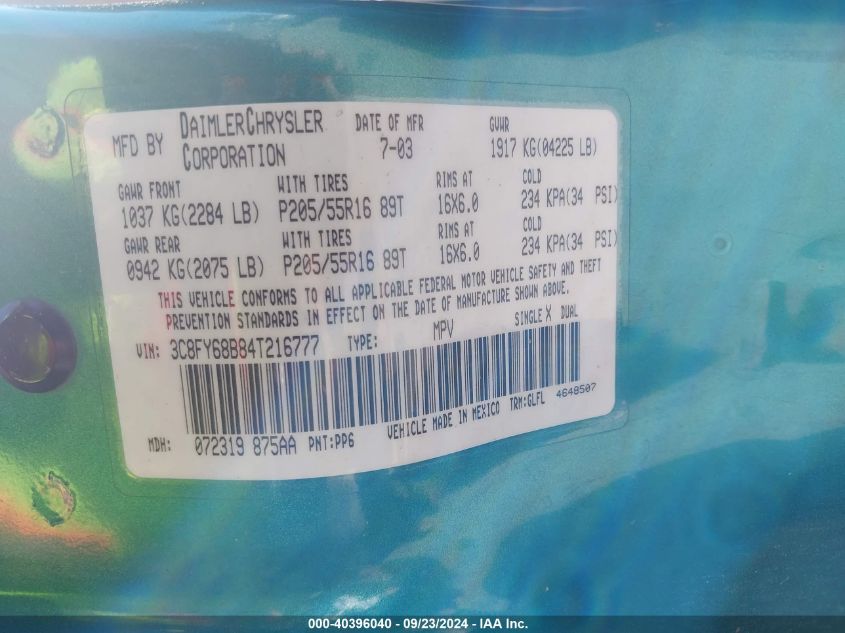 MFD BY DAIMLERCHRYSLER CORPORATION DATE OF MFR 7-03 GVWR 1917 KG(04225 LB)
GAWR FRONT WITH TIRES RIMS AT COLD
1037 KG(2284 LB) P205/55R16 89T 16X6.0 234 KPA(34 PSI)
GAWR REAR WITH TIRES RIMS AT COLD
0942 KG(2075 LB) P205/55R16 89T 16X6.0 234 KPA(34 PSI)
THIS VEHICLE CONFORMS TO ALL APPLICABLE FEDERAL MOTOR VEHICLE SAFETY AND THEFT
PREVENTION STANDARDS IN EFFECT ON THE DATE OF MANUFACTURE SHOWN ABOVE.
VIN: 3C8FY68B84T216777 TYPE: MPV SINGLE X DUAL
MDH: 072319 875AA PNT:PP6 VEHICLE MADE IN MEXICO TRM:GLFL 4648507
000-40396040 / 09/23/2024 - IAA Inc.